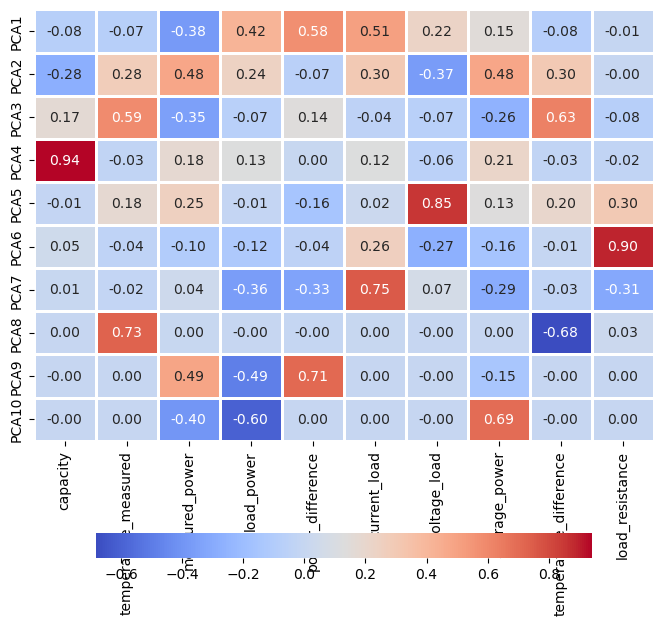 PCA1 -0.08 -0.07 -0.38 0.42 0.58 0.51 0.22 0.15 -0.08 -0.01
PCA2 -0.28 0.28 0.48 0.24 -0.07 0.30 -0.37 0.48 0.30 -0.00
PCA3 0.17 0.59 -0.35 -0.07 0.14 -0.04 -0.07 -0.26 0.63 -0.08
PCA4 0.94 -0.03 0.18 0.13 0.00 0.12 -0.06 0.21 -0.03 -0.02
PCA5 -0.01 0.18 0.25 -0.01 -0.16 0.02 0.85 0.13 0.20 0.30
PCA6 0.05 -0.04 -0.10 -0.12 -0.04 0.26 -0.27 -0.16 -0.01 0.90
PCA7 0.01 -0.02 0.04 -0.36 -0.33 0.75 0.07 -0.29 -0.03 -0.31
PCA8 0.00 0.73 0.00 -0.00 -0.00 -0.00 -0.00 0.00 -0.68 0.03
PCA9 -0.00 0.00 0.49 -0.49 0.71 0.00 0.00 -0.15 -0.00 0.00
PCA10 -0.00 0.00 -0.40 -0.60 0.00 0.00 -0.00 0.69 -0.00 0.00
capacity load_power load_resistance
−0.6 −0.4 −0.2 0.0 0.2 0.4 0.6 0.8